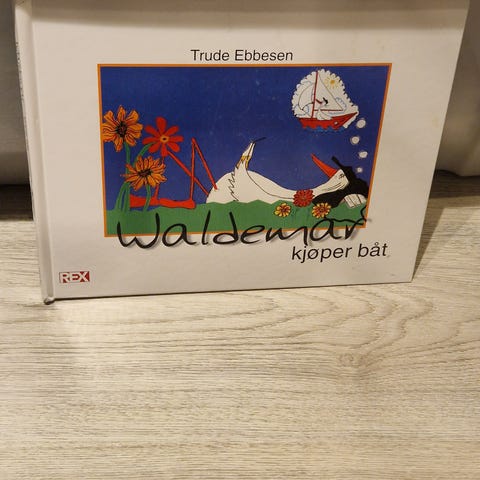 Trude Ebbesen
Waldemar
kjøper båt
REX